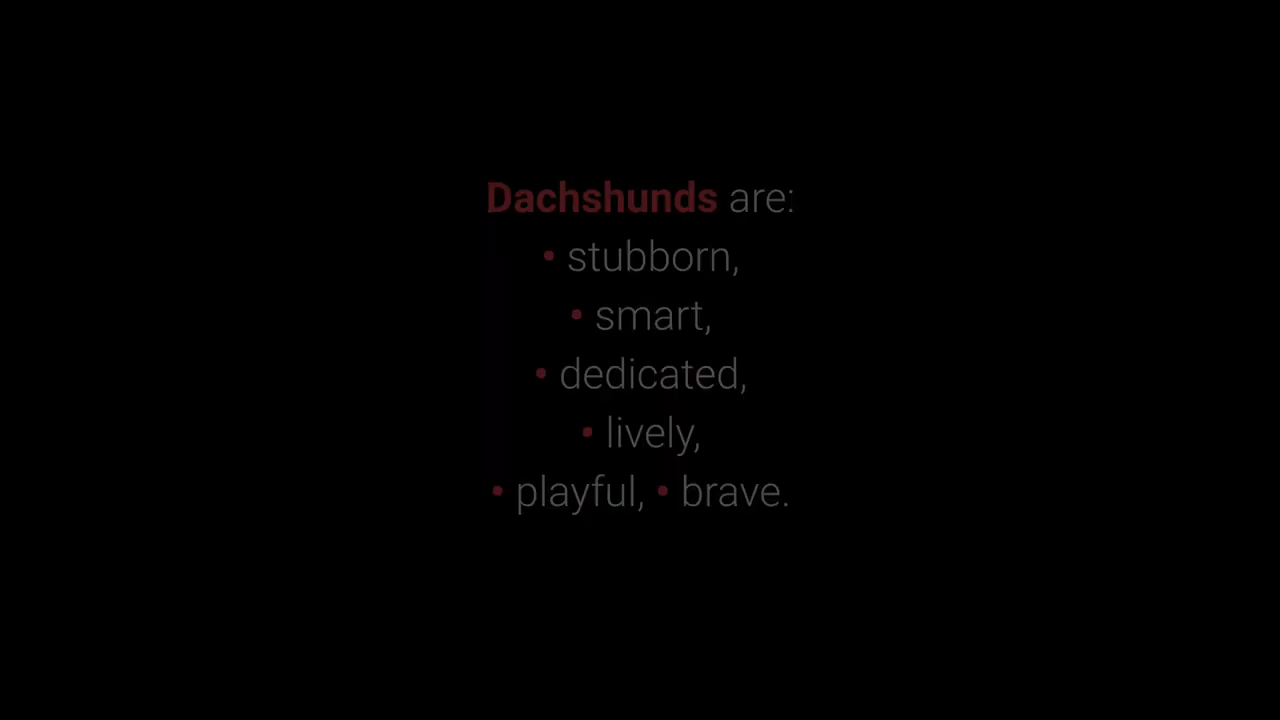 Dachshunds are:
• stubborn,
• smart,
• dedicated,
• lively,
• playful, • brave.